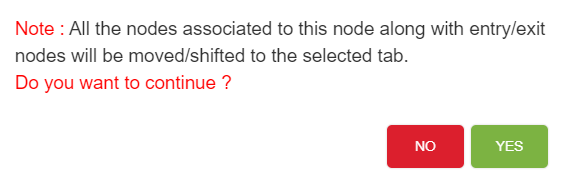 Note : All the nodes associated to this node along with entry/exit
nodes will be moved/shifted to the selected tab.
Do you want to continue ?
NO YES